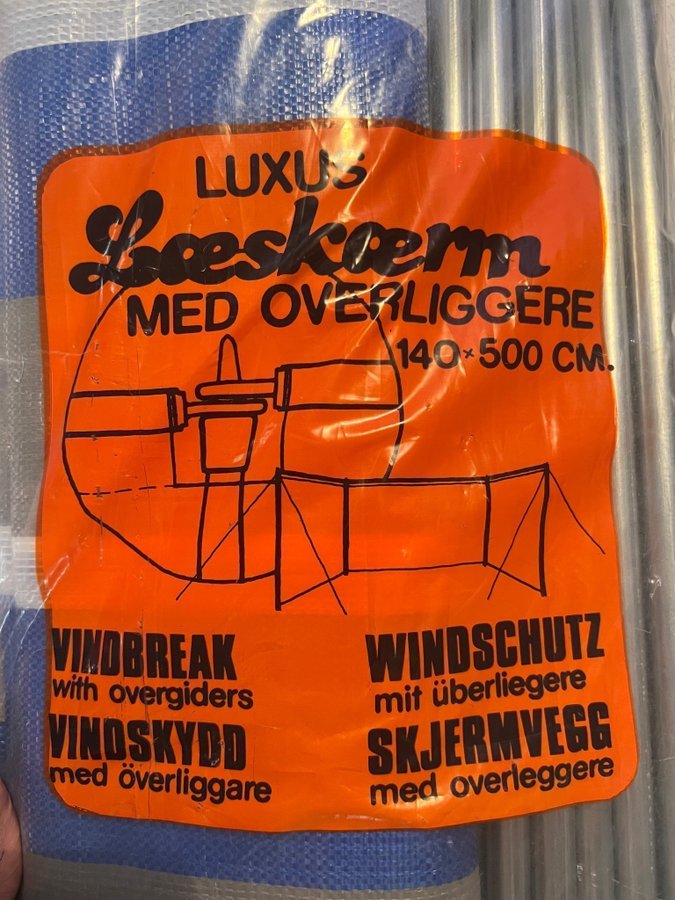 LUXUS
Læskærm
MED OVERLIGGERE
140×500 CM.
VINDBREAK
with overgiders
VINDSKYDD
med överliggare
WINDSCHUTZ
mit überliegere
SKJERMVEGG
med overleggere